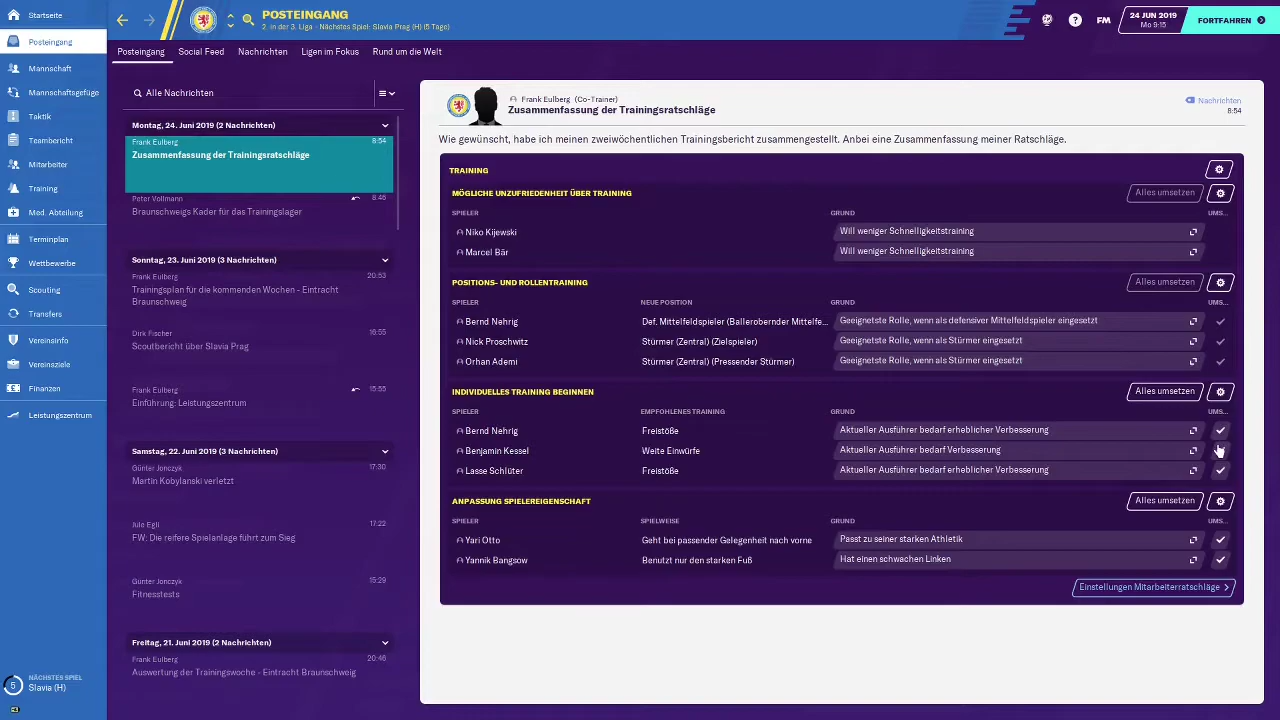 POSTEINGANG
2. in der 3. Liga - Nächstes Spiel: Slavia Prag (H) (5 Tage)
FM
24 JUN 2019
Mo 9:15
FORTFAHREN
Posteingang
Mannschaft
Mannschaftsgefüge
Taktik
Teambericht
Mitarbeiter
Training
Med. Abteilung
Terminplan
Wettbewerbe
Scouting
Transfers
Vereinsinfo
Vereinsziele
Finanzen
Leistungszentrum
5
NÄCHSTES SPIEL
Slavia (H)
Posteingang
Social Feed
Nachrichten
Ligen im Fokus
Rund um die Welt
Alle Nachrichten
Montag, 24. Juni 2019 (2 Nachrichten)
Frank Eulberg 8:54
Zusammenfassung der Trainingsratschläge
Peter Vollmann 8:46
Braunschweigs Kader für das Trainingslager
Sonntag, 23. Juni 2019 (3 Nachrichten)
Frank Eulberg 20:53
Trainingsplan für die kommenden Wochen - Eintracht
Braunschweig
Dirk Fischer 16:55
Scoutbericht über Slavia Prag
Frank Eulberg 15:55
Einführung: Leistungszentrum
Samstag, 22. Juni 2019 (3 Nachrichten)
Günter Jonczyk 17:30
Martin Kobylanski verletzt
Jule Egli 17:22
FW: Die reifere Spielanlage führt zum Sieg
Günter Jonczyk 15:29
Fitnesstests
Freitag, 21. Juni 2019 (2 Nachrichten)
Frank Eulberg 20:46
Auswertung der Trainingswoche - Eintracht Braunschweig
Frank Eulberg (Co-Trainer)
Zusammenfassung der Trainingsratschläge
Nachrichten
8:54
Wie gewünscht, habe ich meinen zweiwöchentlichen Trainingsbericht zusammengestellt. Anbei eine Zusammenfassung meiner Ratschläge.
TRAINING
MÖGLICHE UNZUFRIEDENHEIT ÜBER TRAINING Alles umsetzen
SPIELER GRUND UMS...
Niko Kijewski Will weniger Schnelligkeitstraining
Marcel Bär Will weniger Schnelligkeitstraining
POSITIONS- UND ROLLENTRAINING Alles umsetzen
SPIELER NEUE POSITION GRUND UMS...
Bernd Nehrig Def. Mittelfeldspieler (Ballerobernder Mittelfe... Geeignetste Rolle, wenn als defensiver Mittelfeldspieler eingesetzt
Nick Proschwitz Stürmer (Zentral) (Zielspieler) Geeignetste Rolle, wenn als Stürmer eingesetzt
Orhan Ademi Stürmer (Zentral) (Pressender Stürmer) Geeignetste Rolle, wenn als Stürmer eingesetzt
INDIVIDUELLES TRAINING BEGINNEN Alles umsetzen
SPIELER EMPFOHLENES TRAINING GRUND UMS...
Bernd Nehrig Freistöße Aktueller Ausführer bedarf erheblicher Verbesserung
Benjamin Kessel Weite Einwürfe Aktueller Ausführer bedarf Verbesserung
Lasse Schlüter Freistöße Aktueller Ausführer bedarf erheblicher Verbesserung
ANPASSUNG SPIELEREIGENSCHAFT Alles umsetzen
SPIELER SPIELWEISE GRUND UMS...
Yari Otto Geht bei passender Gelegenheit nach vorne Passt zu seiner starken Athletik
Yannik Bangsow Benutzt nur den starken Fuß Hat einen schwachen Linken
Einstellungen Mitarbeiterratschläge